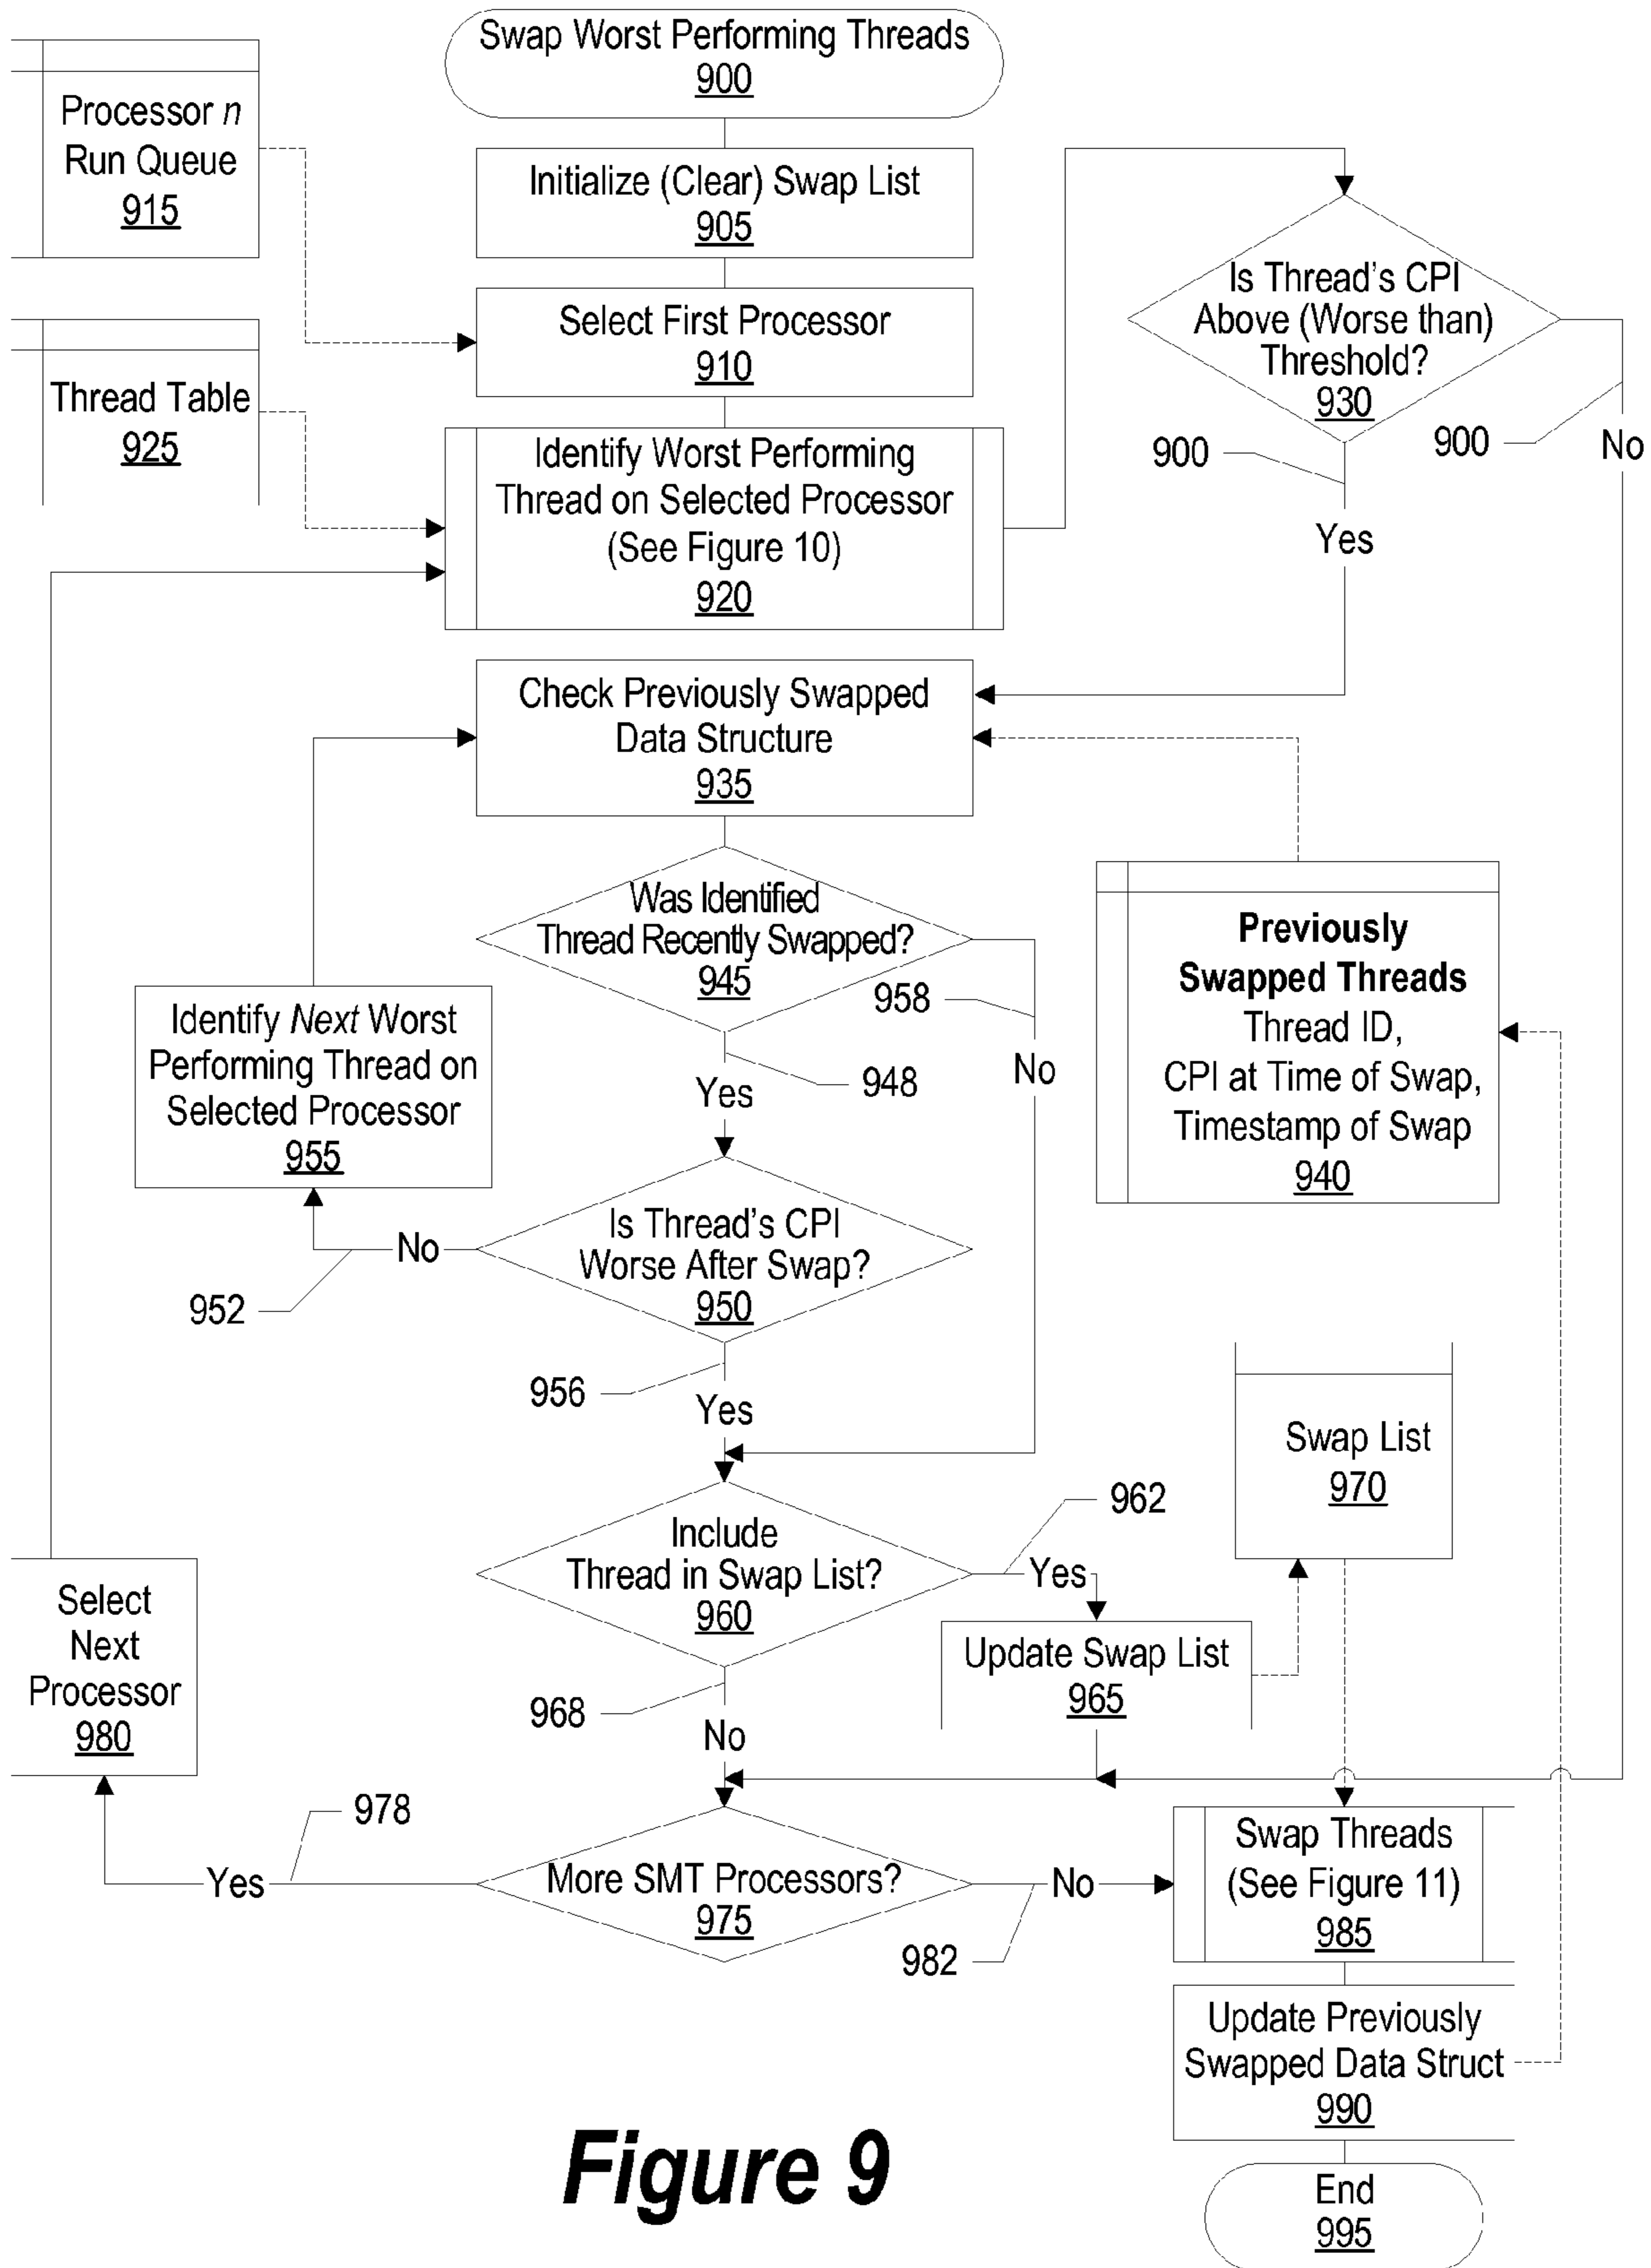 Swap Worst Performing Threads
900
Processor n
Run Queue
915
Initialize (Clear) Swap List
905
Select First Processor
910
Thread Table
925
Identify Worst Performing
Thread on Selected Processor
(See Figure 10)
920
Is Thread's CPI
Above (Worse than)
Threshold?
930
900
Yes
900
No
Check Previously Swapped
Data Structure
935
Was Identified
Thread Recently Swapped?
945
958
No
948
Yes
Previously
Swapped Threads
Thread ID,
CPI at Time of Swap,
Timestamp of Swap
940
Identify Next Worst
Performing Thread on
Selected Processor
955
Is Thread's CPI
Worse After Swap?
950
No
952
956
Yes
Swap List
970
Include
Thread in Swap List?
960
962
Yes
Update Swap List
965
968
No
Select
Next
Processor
980
978
Yes
More SMT Processors?
975
No
982
Swap Threads
(See Figure 11)
985
Update Previously
Swapped Data Struct
990
End
995
Figure 9